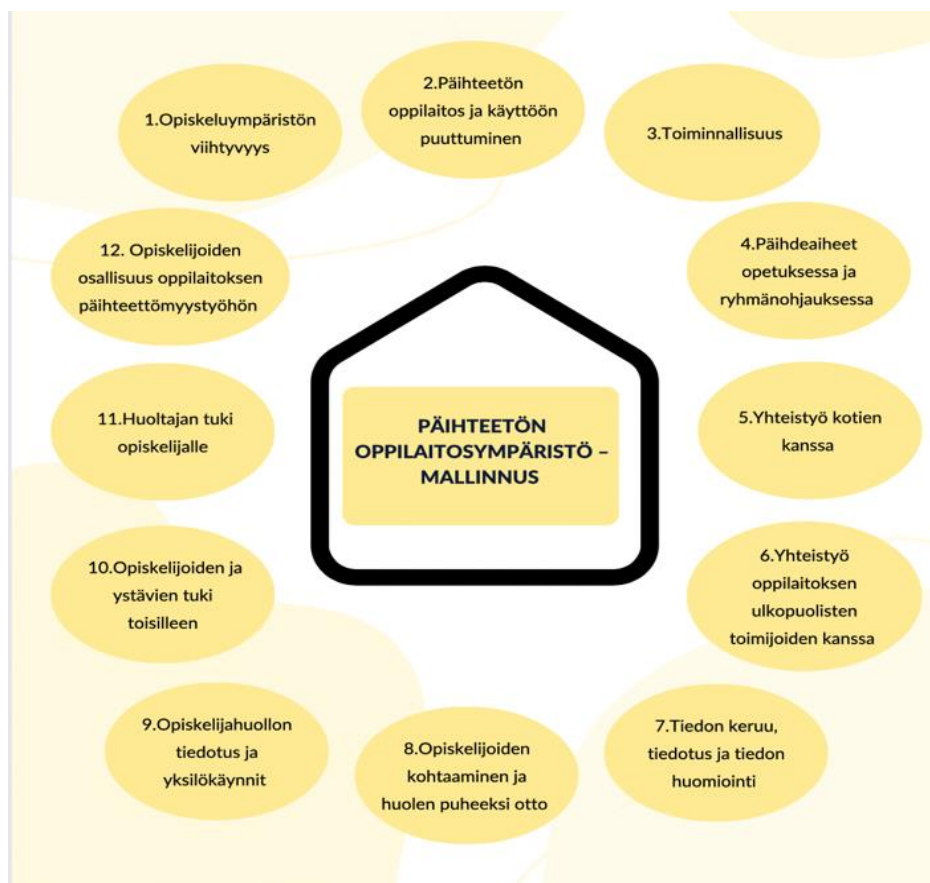 1.Opiskeluympäristön
viihtyvyys
2.Päihteetön
oppilaitos ja käyttöön
puuttuminen
3.Toiminnallisuus
4.Päihdeaiheet
opetuksessa ja
ryhmänohjauksessa
5.Yhteistyö kotien
kanssa
6.Yhteistyö
oppilaitoksen
ulkopuolisten
toimijoiden kanssa
7.Tiedon keruu,
tiedotus ja tiedon
huomiointi
8.Opiskelijoiden
kohtaaminen ja
huolen puheeksi otto
9.Opiskelijahuollon
tiedotus ja
yksilökäynnit
10.Opiskelijoiden ja
ystävien tuki
toisilleen
11.Huoltajan tuki
opiskelijalle
12. Opiskelijoiden
osallisuus oppilaitoksen
päihteettömyystyöhön
PÄIHTEETÖN
OPPILAITOSYMPÄRISTÖ –
MALLINNUS